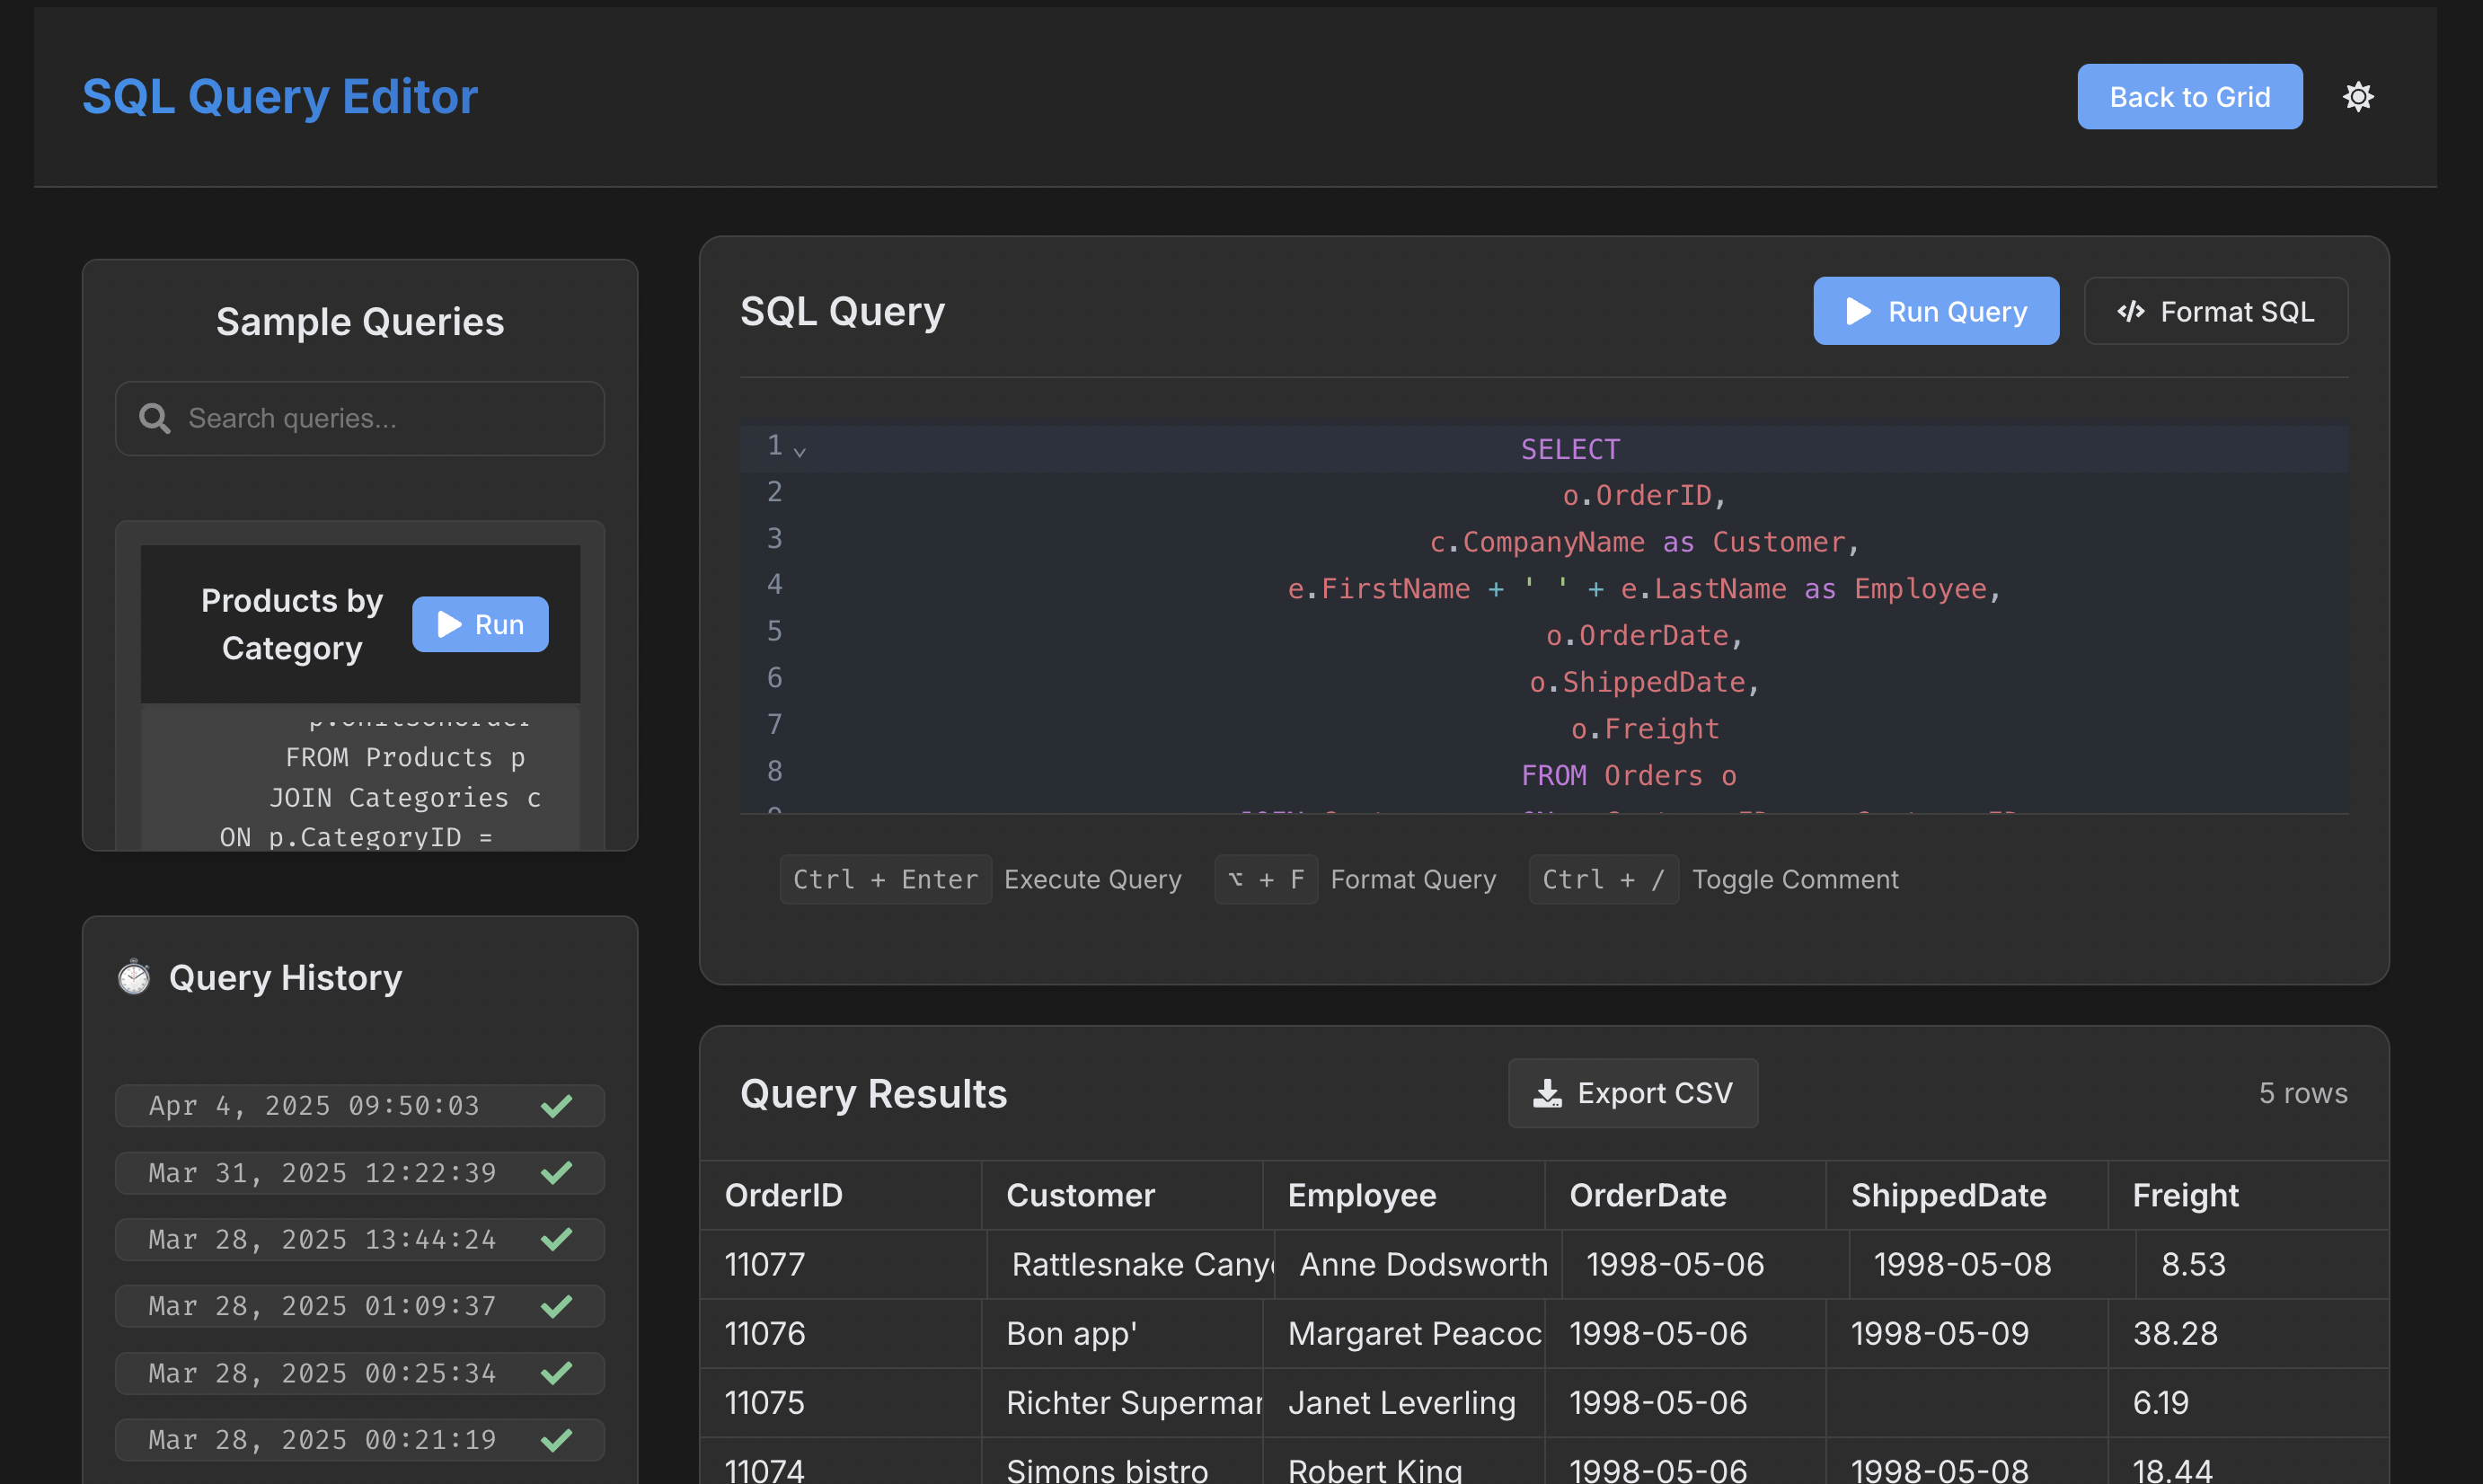 SQL Query Editor
Back to Grid
Sample Queries
Search queries...
Products by
Category
Run
FROM Products p
JOIN Categories c
ON p.CategoryID =
Query History
Apr 4, 2025 09:50:03
Mar 31, 2025 12:22:39
Mar 28, 2025 13:44:24
Mar 28, 2025 01:09:37
Mar 28, 2025 00:25:34
Mar 28, 2025 00:21:19
SQL Query
Run Query
</> Format SQL
1 SELECT
2 o.OrderID,
3 c.CompanyName as Customer,
4 e.FirstName + ' ' + e.LastName as Employee,
5 o.OrderDate,
6 o.ShippedDate,
7 o.Freight
8 FROM Orders o
Ctrl + Enter Execute Query ⌥ + F Format Query Ctrl + / Toggle Comment
Query Results
Export CSV
5 rows
OrderID Customer Employee OrderDate ShippedDate Freight
11077 Rattlesnake Cany Anne Dodsworth 1998-05-06 1998-05-08 8.53
11076 Bon app' Margaret Peacoc 1998-05-06 1998-05-09 38.28
11075 Richter Supermar Janet Leverling 1998-05-06 6.19
11074 Simons bistro Robert King 1998-05-06 1998-05-08 18.44